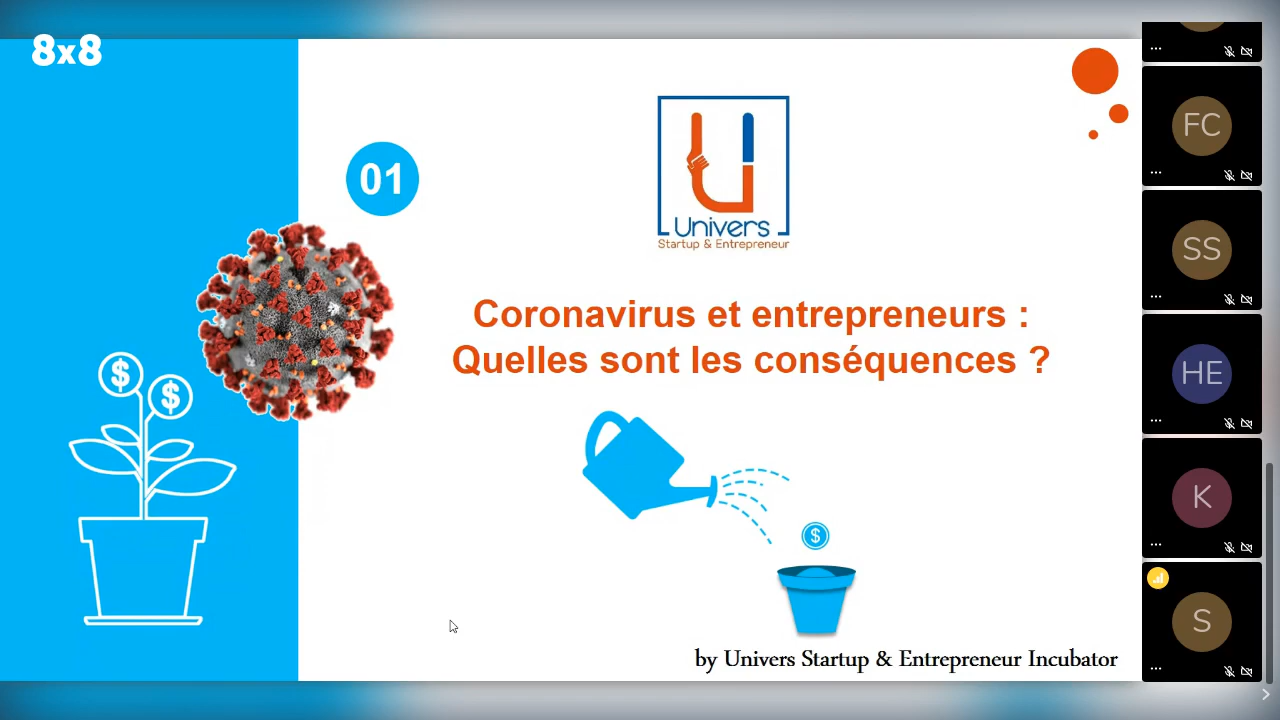 8x8
01
Univers
Startup & Entrepreneur
Coronavirus et entrepreneurs :
Quelles sont les conséquences ?
$
$
$
by Univers Startup & Entrepreneur Incubator
FC
SS
HE
K
S